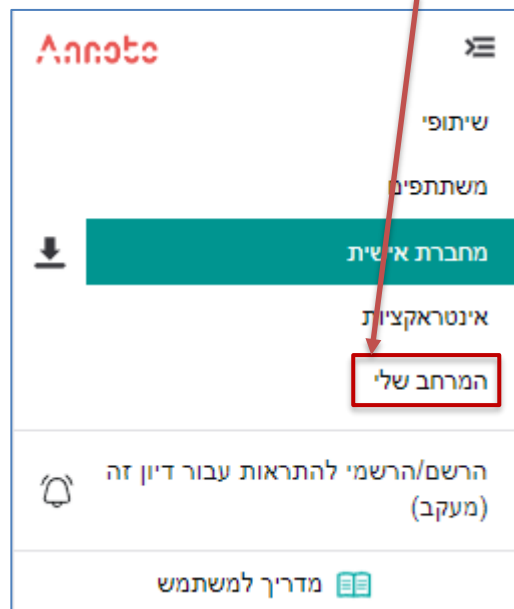 Annoto
שיתופי
משתתפים
מחברת אישית
אינטראקציות
המרחב שלי
הרשם/הרשמי להתראות עבור דיון זה
(מעקב)
מדריך למשתמש